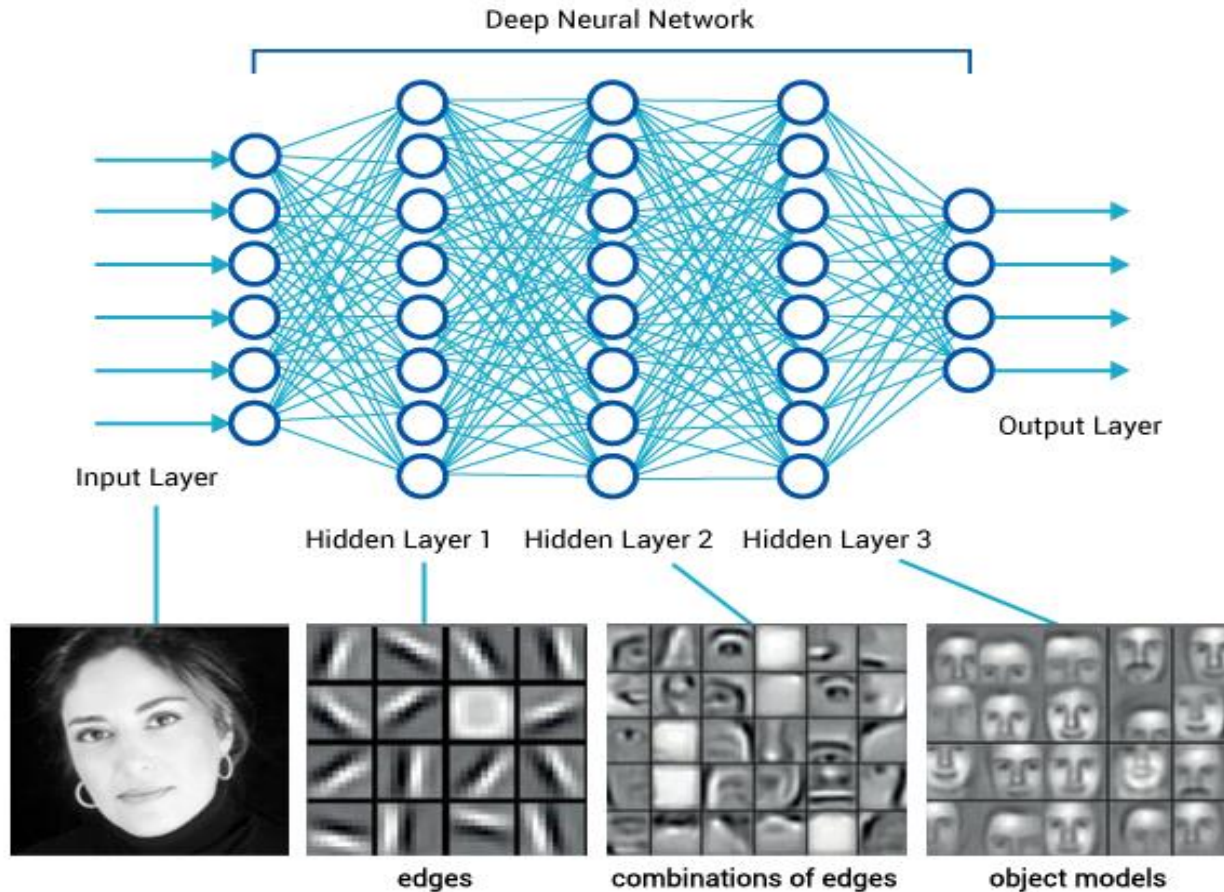 Deep Neural Network
Input Layer
Output Layer
Hidden Layer 1
Hidden Layer 2
Hidden Layer 3
edges
combinations of edges
object models